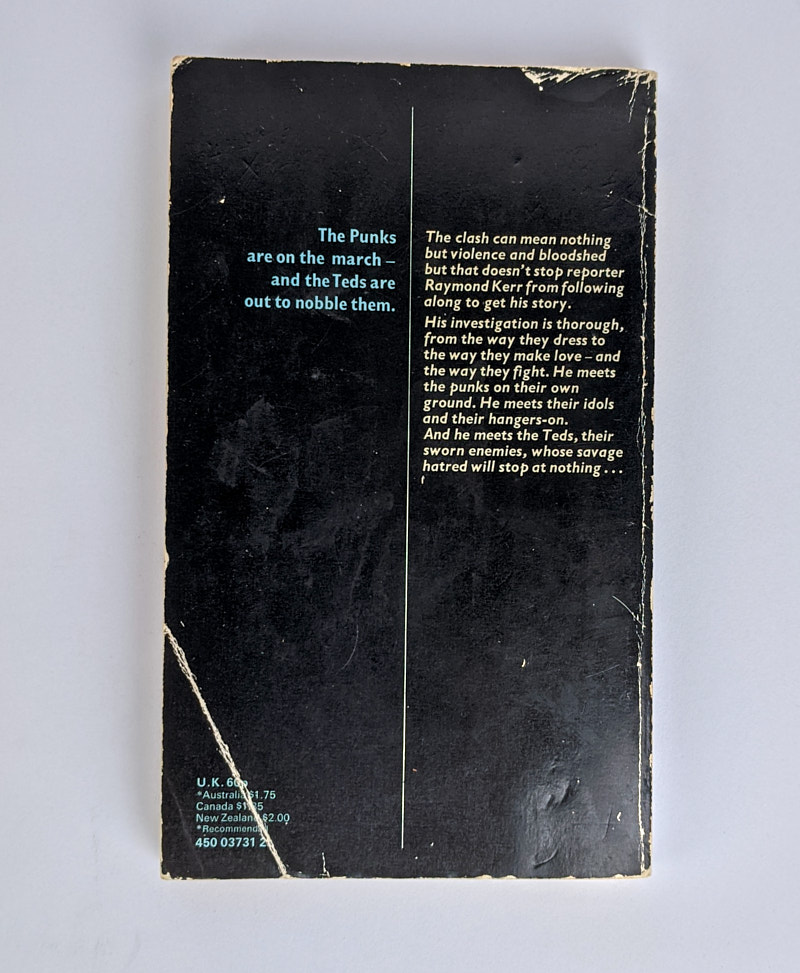 The Punks
are on the march –
and the Teds are
out to nobble them.
The clash can mean nothing
but violence and bloodshed
but that doesn't stop reporter
Raymond Kerr from following
along to get his story.
His investigation is thorough,
from the way they dress to
the way they make love – and
the way they fight. He meets
the punks on their own
ground. He meets their idols
and their hangers-on.
And he meets the Teds, their
sworn enemies, whose savage
hatred will stop at nothing . . .
U.K.
*Australia $1.75
Canada
New Zealand $2.00
450 03731